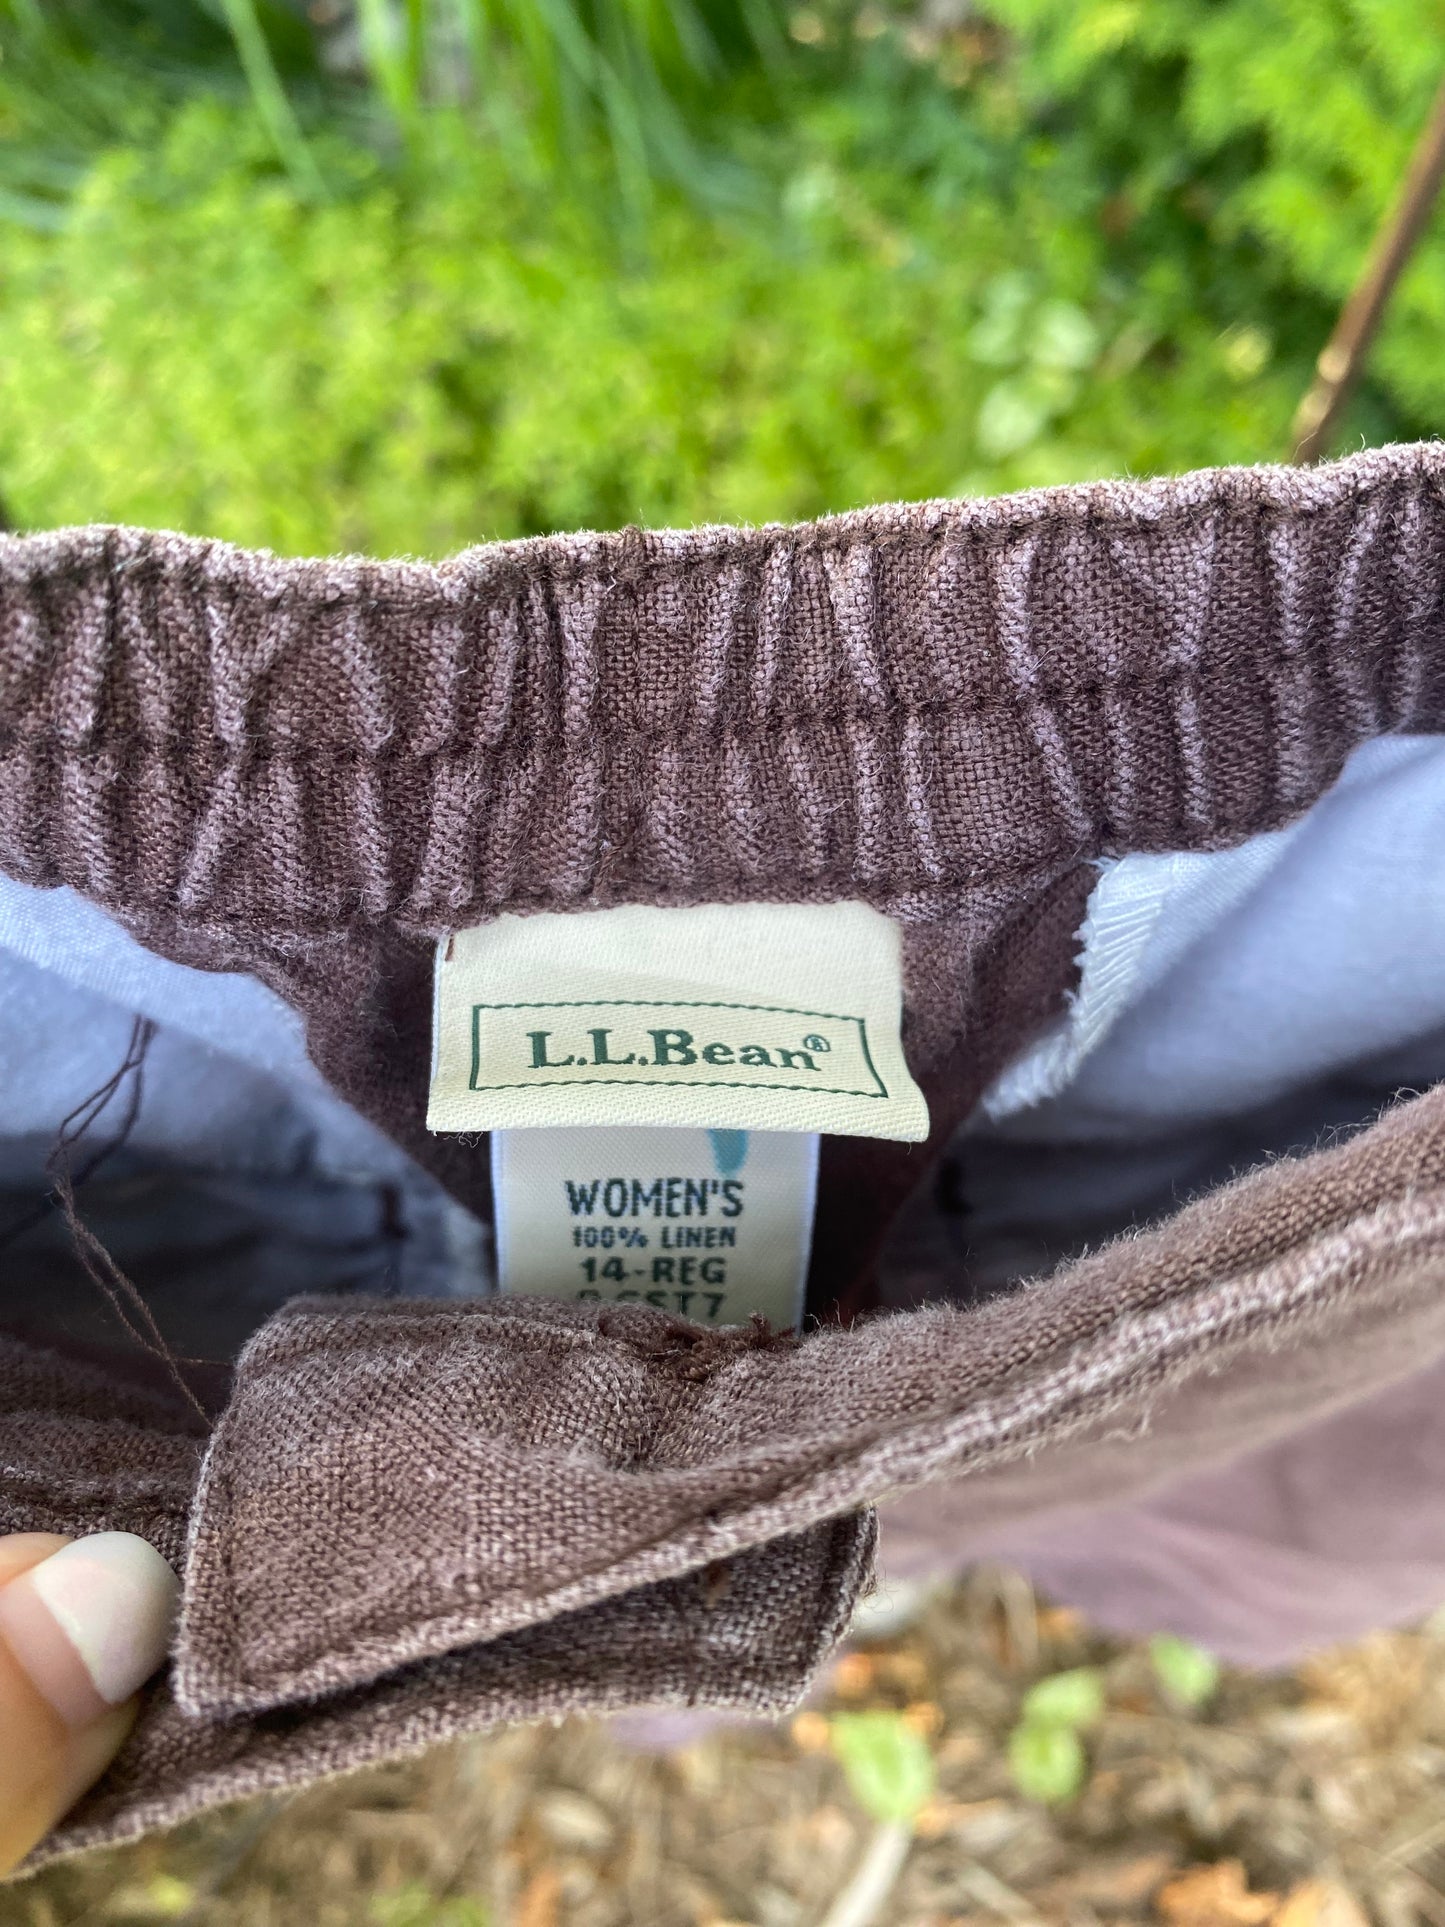 L.L.Bean®
WOMEN'S
100% LINEN
14-REG